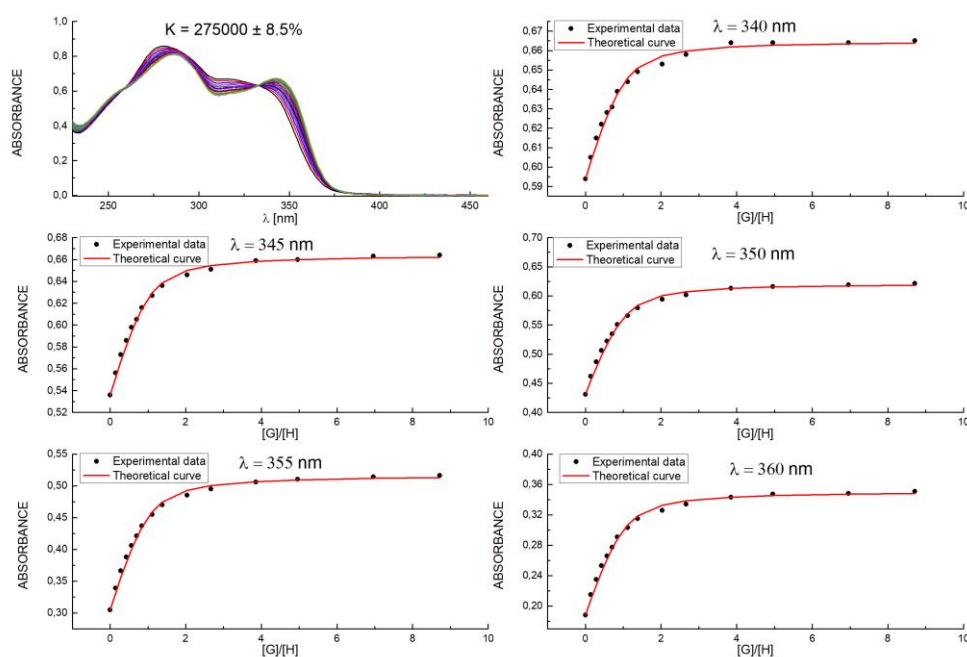 K = 275000 ± 8.5%
ABSORBANCE
1,0
0,8
0,6
0,4
0,2
0,0
250 300 350 400 450
λ [nm]
Experimental data
Theoretical curve
λ = 340 nm
ABSORBANCE
0,67
0,66
0,65
0,64
0,63
0,62
0,61
0,60
0,59
0 2 4 6 8 10
[G]/[H]
Experimental data
Theoretical curve
λ = 345 nm
ABSORBANCE
0,68
0,66
0,64
0,62
0,60
0,58
0,56
0,54
0,52
0 2 4 6 8 10
[G]/[H]
Experimental data
Theoretical curve
λ = 350 nm
ABSORBANCE
0,70
0,65
0,60
0,55
0,50
0,45
0,40
0 2 4 6 8 10
[G]/[H]
Experimental data
Theoretical curve
λ = 355 nm
ABSORBANCE
0,55
0,50
0,45
0,40
0,35
0,30
0 2 4 6 8 10
[G]/[H]
Experimental data
Theoretical curve
λ = 360 nm
ABSORBANCE
0,40
0,36
0,32
0,28
0,24
0,20
0 2 4 6 8 10
[G]/[H]